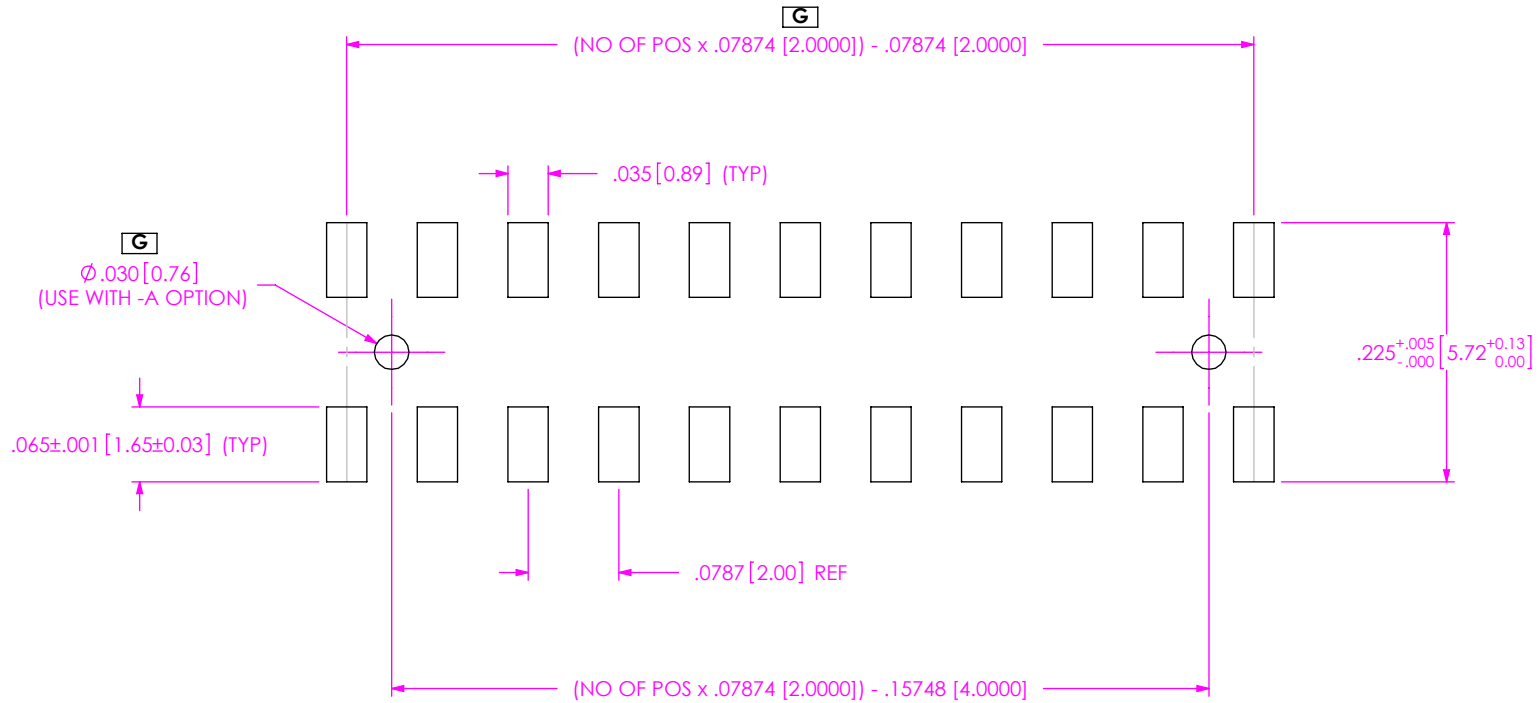 G
(NO OF POS x .07874 [2.0000]) - .07874 [2.0000]
.035[0.89] (TYP)
G
Ø.030[0.76]
(USE WITH -A OPTION)
.225 +.005 -.000 [5.72 +0.13 0.00]
.065±.001[1.65±0.03] (TYP)
.0787[2.00] REF
(NO OF POS x .07874 [2.0000]) - .15748 [4.0000]